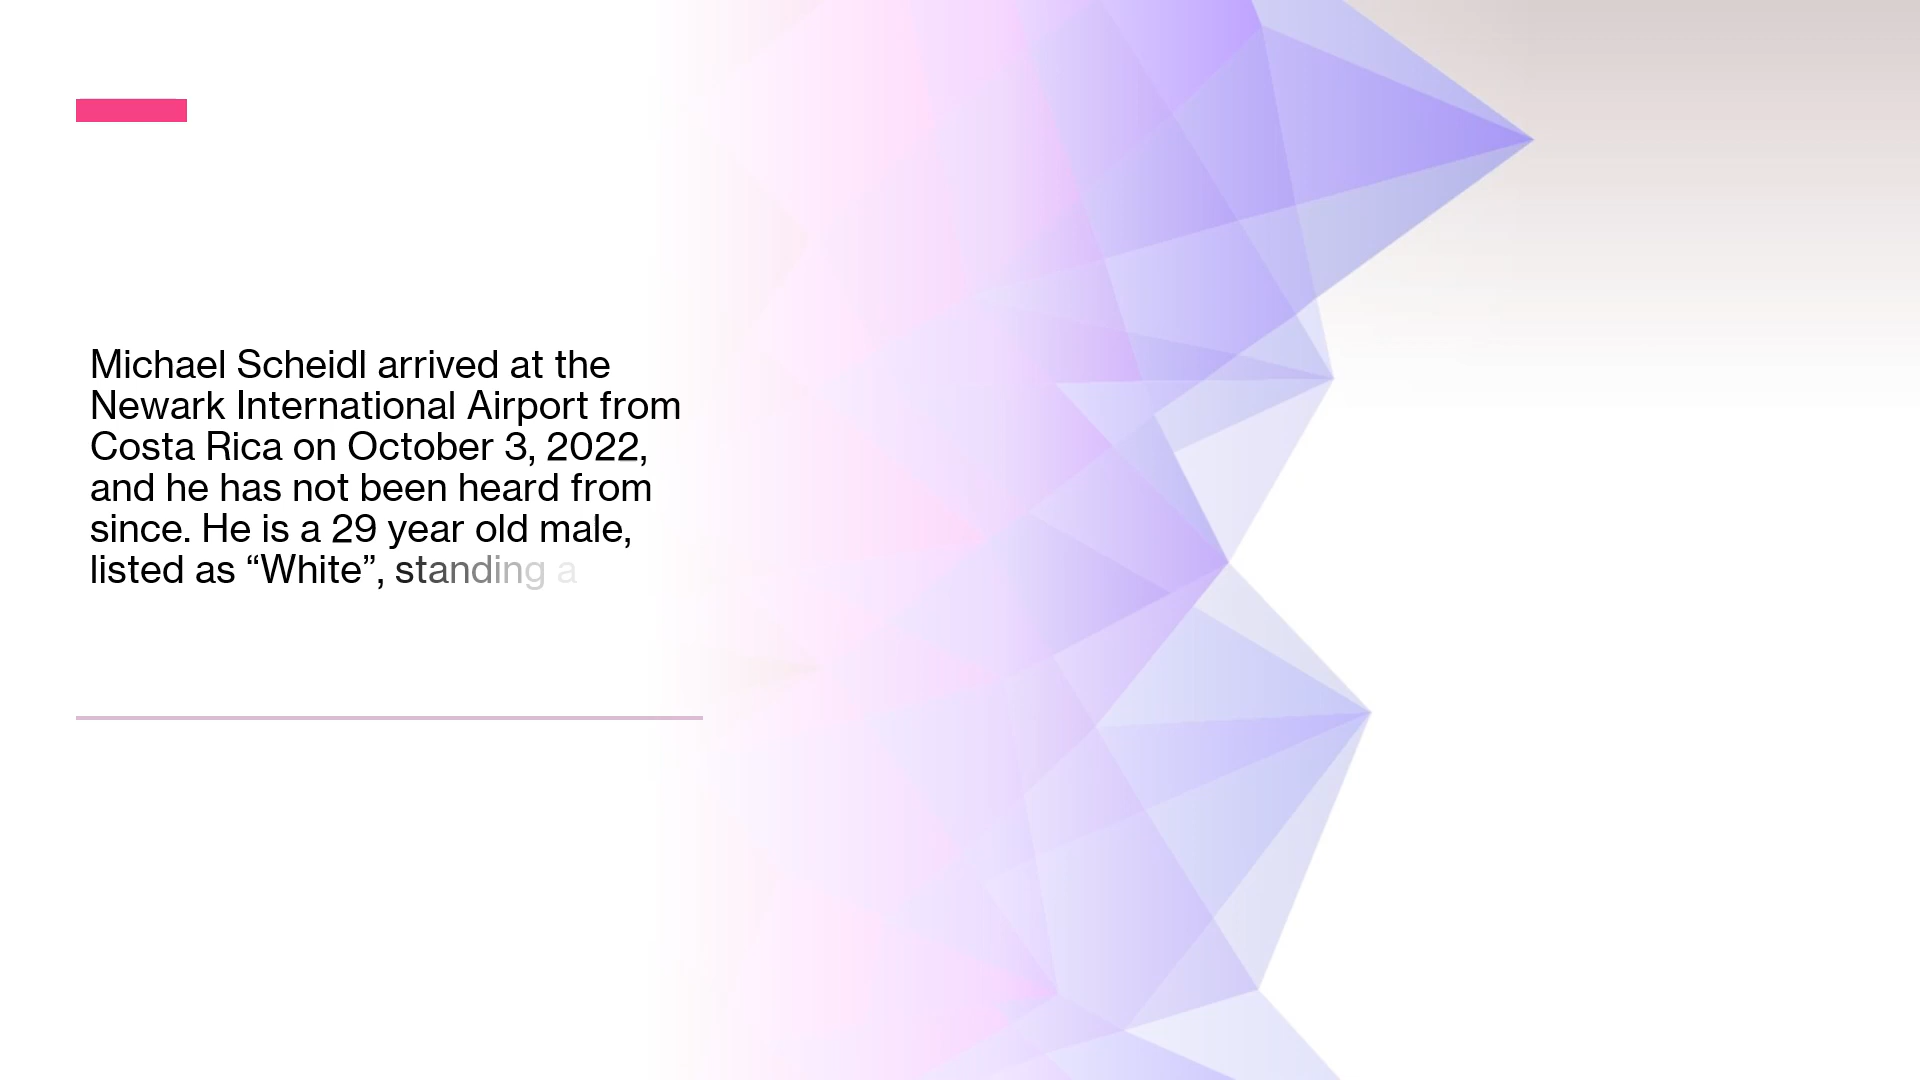 Michael Scheidl arrived at the
Newark International Airport from
Costa Rica on October 3, 2022,
and he has not been heard from
since. He is a 29 year old male,
listed as “White”, standing a